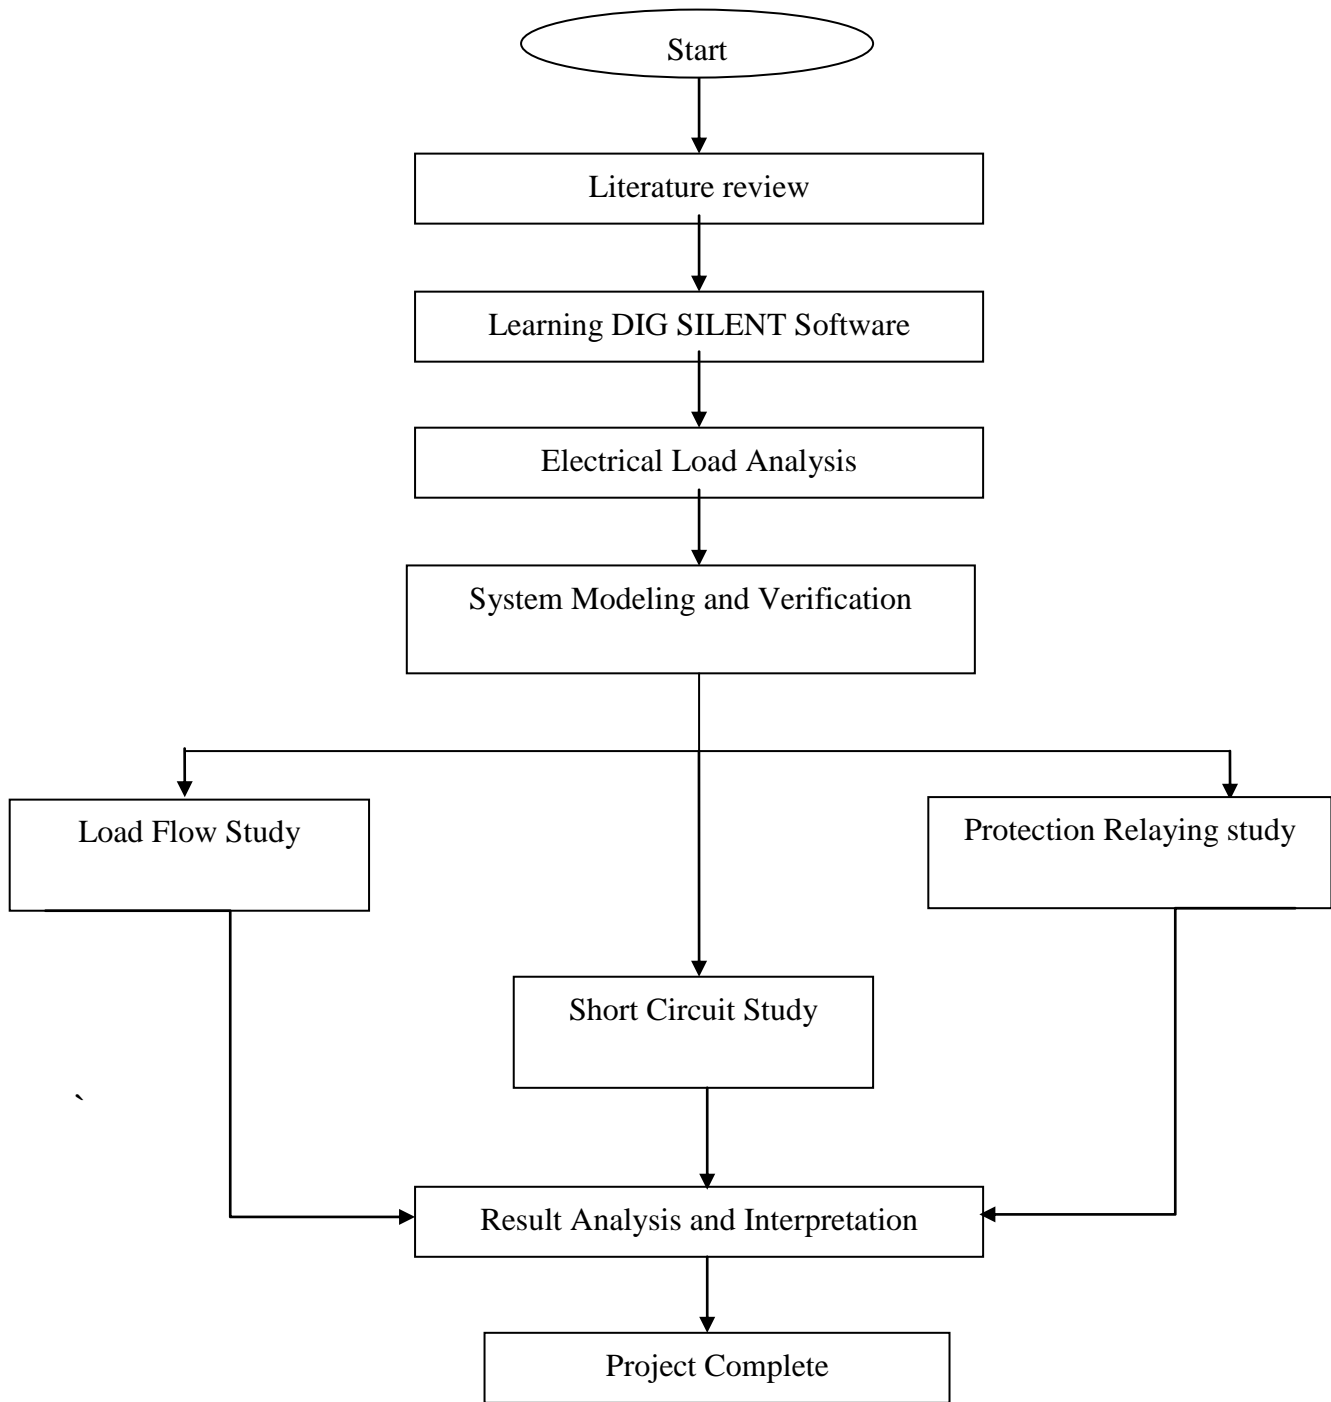 Start
Literature review
Learning DIG SILENT Software
Electrical Load Analysis
System Modeling and Verification
Load Flow Study
Protection Relaying study
Short Circuit Study
`
Result Analysis and Interpretation
Project Complete